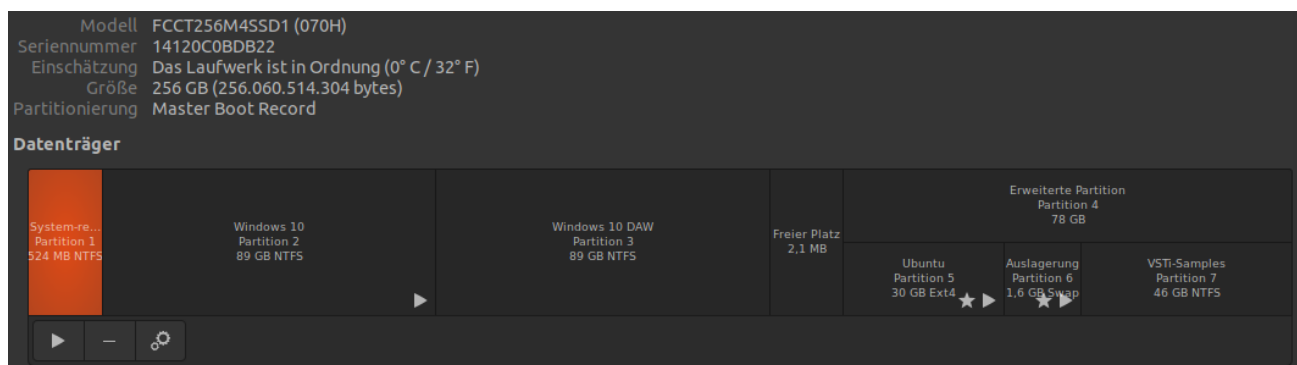 Modell FCCT256M4SSD1 (070H)
Seriennummer 14120C0BDB22
Einschätzung Das Laufwerk ist in Ordnung (0° C / 32° F)
Größe 256 GB (256.060.514.304 bytes)
Partitionierung Master Boot Record
Datenträger
System-re...
Partition 1
524 MB NTFS
Windows 10
Partition 2
89 GB NTFS
Windows 10 DAW
Partition 3
89 GB NTFS
Freier Platz
2,1 MB
Erweiterte Partition
Partition 4
78 GB
Ubuntu
Partition 5
30 GB Ext4
Auslagerung
Partition 6
1,6 GB Swap
VSTi-Samples
Partition 7
46 GB NTFS